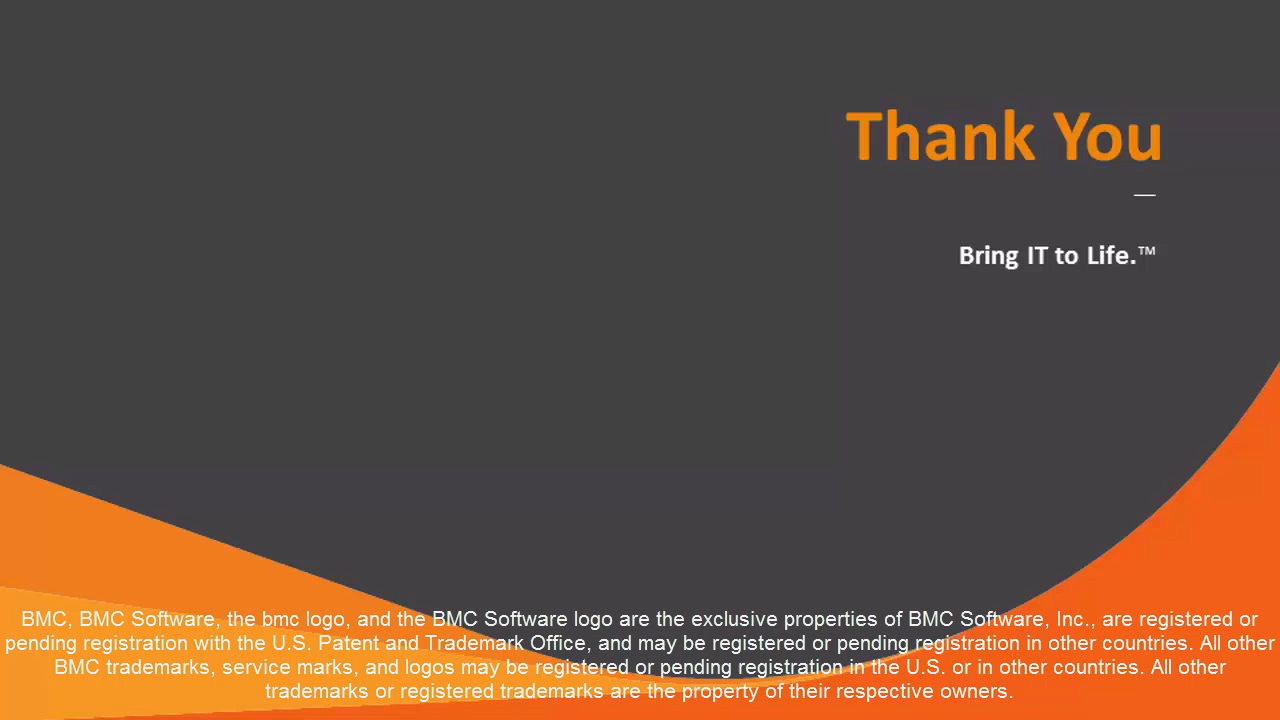 Thank You
Bring IT to Life.™
BMC, BMC Software, the bmc logo, and the BMC Software logo are the exclusive properties of BMC Software, Inc., are registered or
pending registration with the U.S. Patent and Trademark Office, and may be registered or pending registration in other countries. All other
BMC trademarks, service marks, and logos may be registered or pending registration in the U.S. or in other countries. All other
trademarks or registered trademarks are the property of their respective owners.